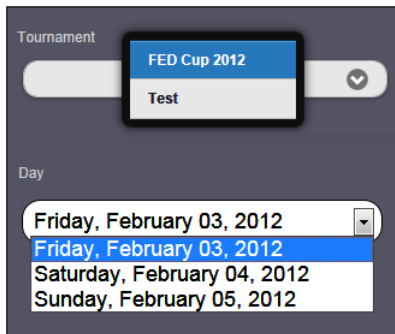 Tournament
FED Cup 2012
Test
Day
Friday, February 03, 2012
Friday, February 03, 2012
Saturday, February 04, 2012
Sunday, February 05, 2012